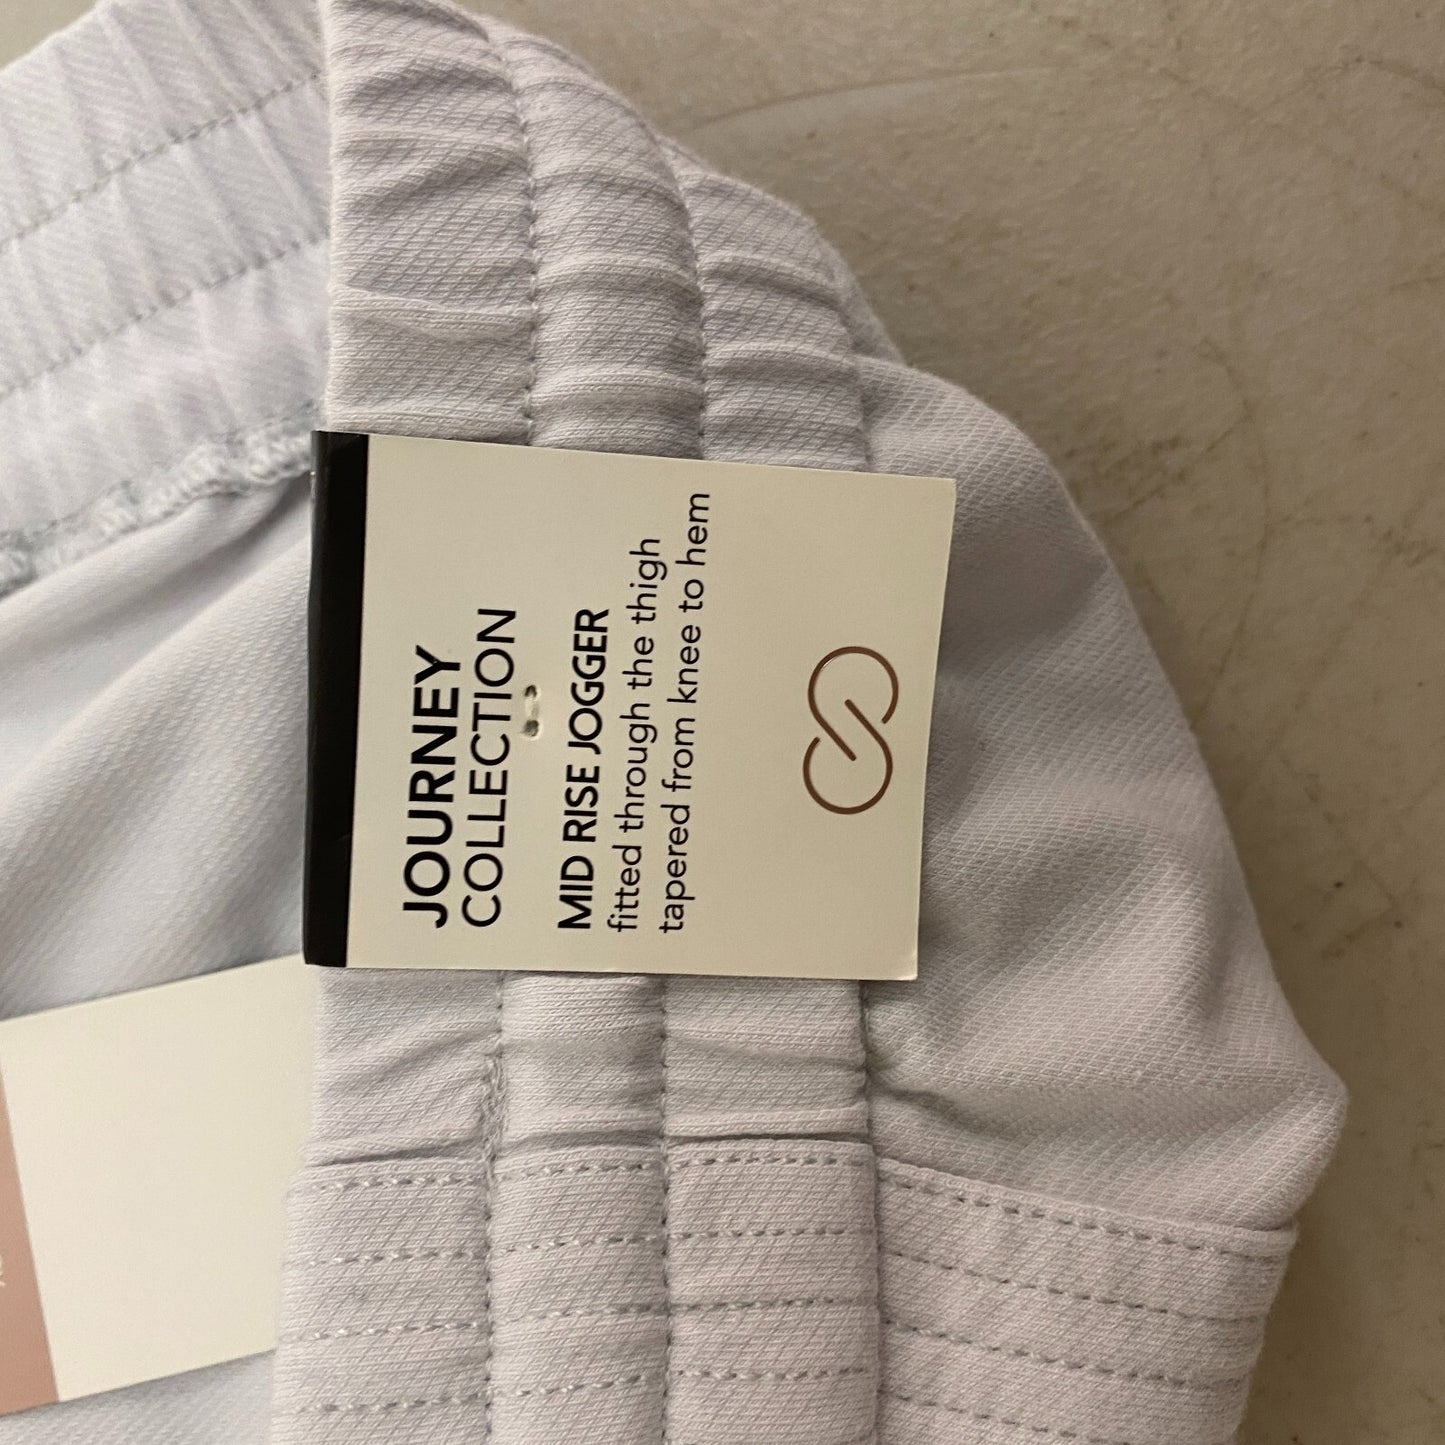 JOURNEY
COLLECTION
MID RISE JOGGER
fitted through the thigh
tapered from knee to hem